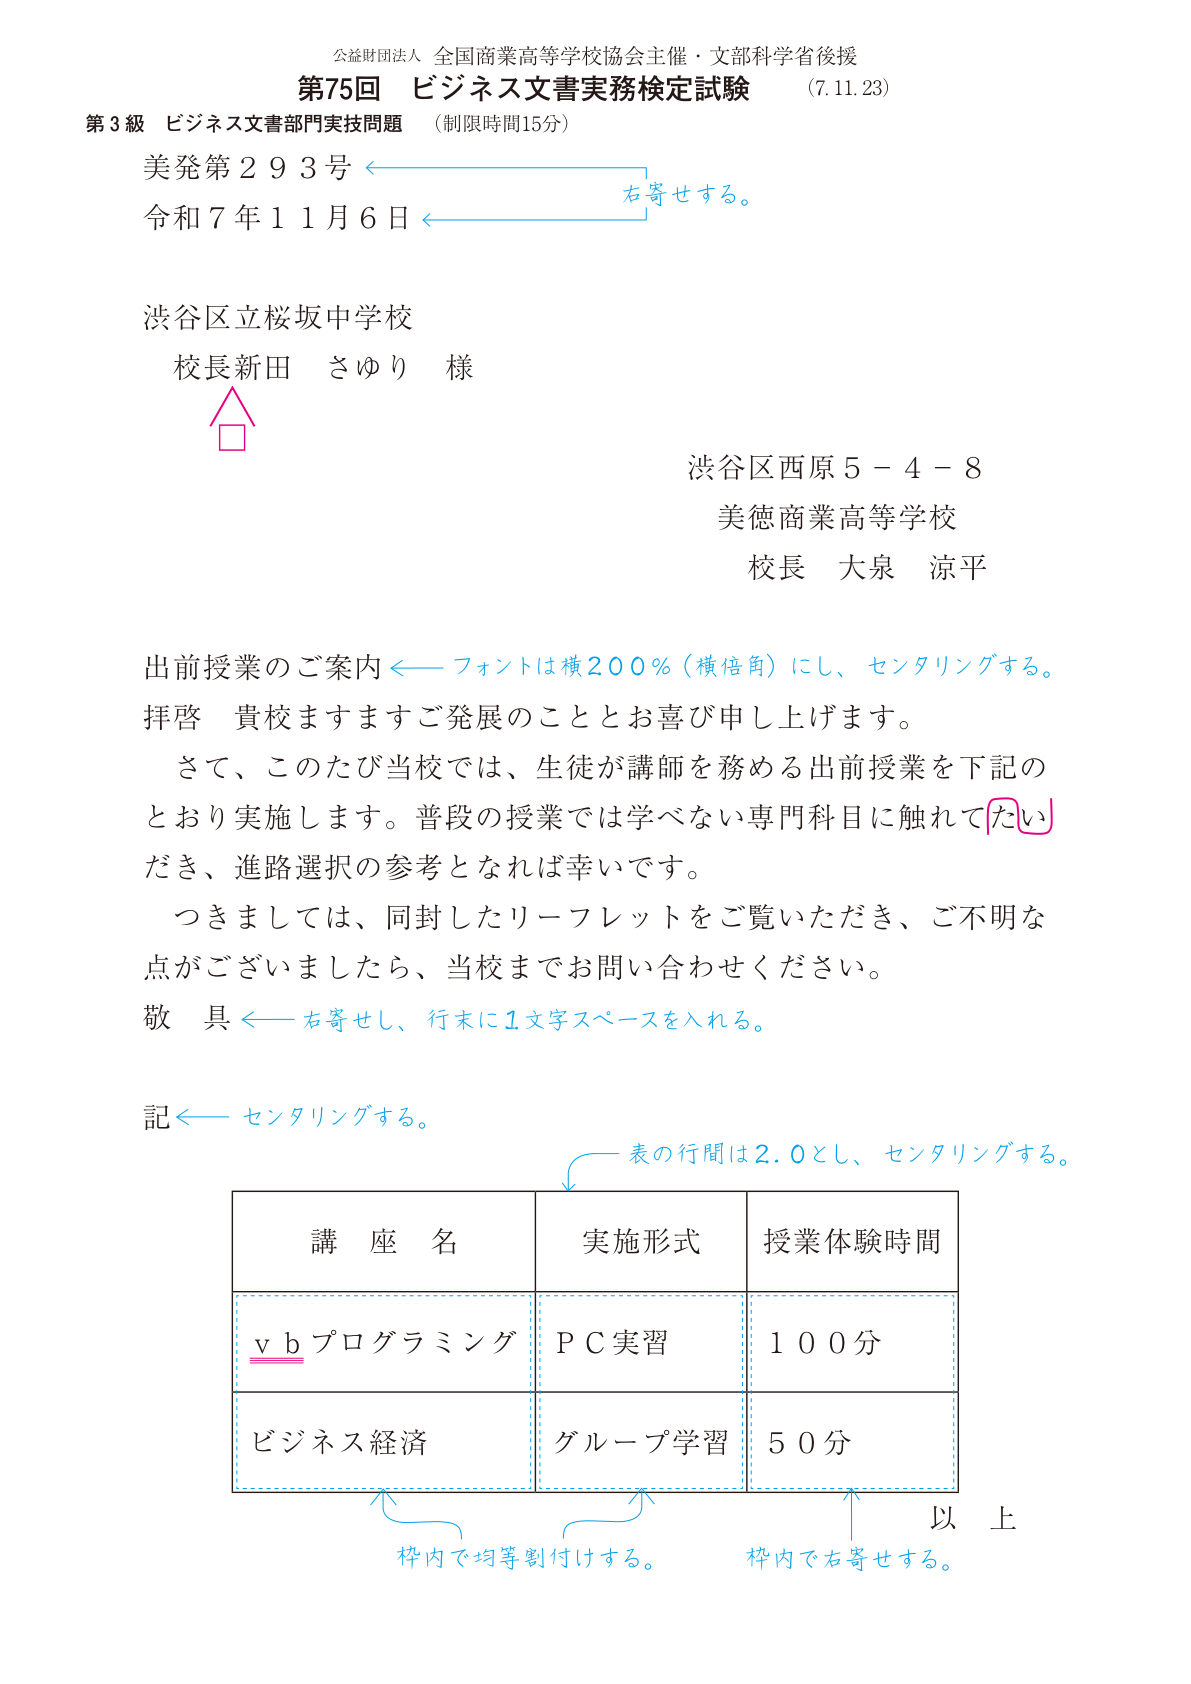 公益財団法人 全国商業高等学校協会主催・文部科学省後援
第75回　ビジネス文書実務検定試験　（7. 11. 23）
第３級　ビジネス文書部門実技問題　（制限時間15分）
美発第２９３号
右寄せする。
令和７年１１月６日
渋谷区立桜坂中学校
校長新田　さゆり　様
渋谷区西原５－４－８
美徳商業高等学校
校長　大泉　涼平
出前授業のご案内 フォントは横２００％（横倍角）にし、センタリングする。
拝啓　貴校ますますご発展のこととお喜び申し上げます。
　さて、このたび当校では、生徒が講師を務める出前授業を下記の
とおり実施します。普段の授業では学べない専門科目に触れてたい
だき、進路選択の参考となれば幸いです。
　つきましては、同封したリーフレットをご覧いただき、ご不明な
点がございましたら、当校までお問い合わせください。
敬　具 右寄せし、行末に１文字スペースを入れる。
記 センタリングする。
表の行間は２.０とし、センタリングする。
講　座　名　実施形式　授業体験時間
ｖｂプログラミング　ＰＣ実習　１００分
ビジネス経済　グループ学習　５０分
以　上
枠内で均等割付けする。　枠内で右寄せする。